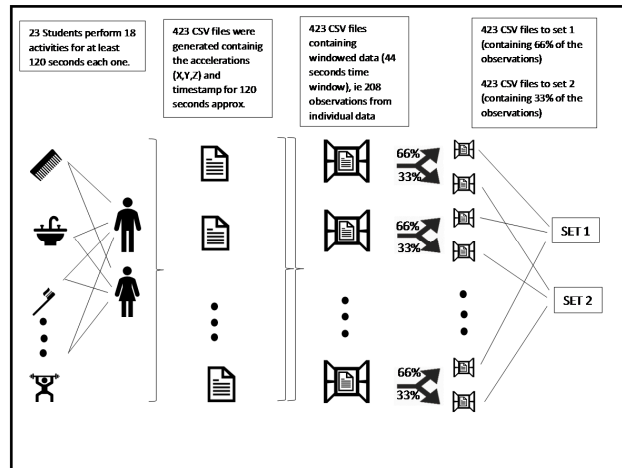 23 Students perform 18
activities for at least
120 seconds each one.
423 CSV files were
generated containig
the accelerations
(X,Y,Z) and
timestamp for 120
seconds approx.
423 CSV files
containing
windowed data (44
seconds time
window), ie 208
observations from
individual data
423 CSV files to set 1
(containing 66% of the
observations)
423 CSV files to set 2
(containing 33% of the
observations)
66%
33%
66%
33%
SET 1
SET 2
66%
33%